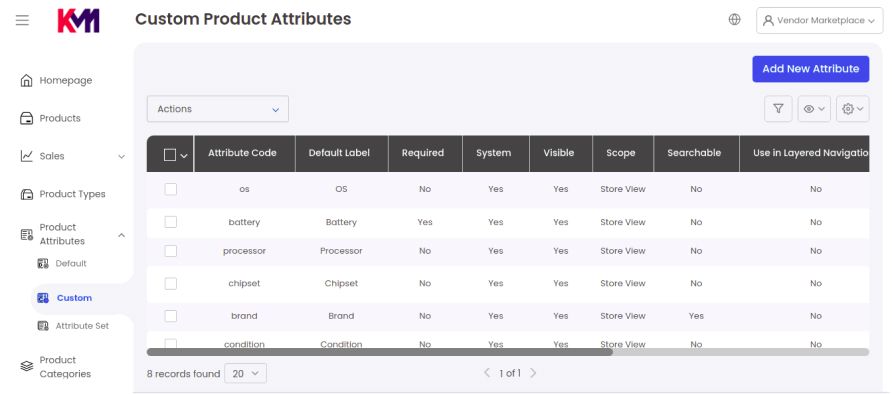 KM
Custom Product Attributes
Vendor Marketplace
Homepage
Products
Sales
Product Types
Product
Attributes
Default
Custom
Attribute Set
Product
Categories
Add New Attribute
Actions
Attribute Code Default Label Required System Visible Scope Searchable Use in Layered Navigatio
os OS No Yes Yes Store View No No
battery Battery Yes Yes Yes Store View No No
processor Processor No Yes Yes Store View No No
chipset Chipset No Yes Yes Store View No No
brand Brand No Yes Yes Store View Yes No
condition Condition No Yes Yes Store View No No
8 records found 20 1 of 1